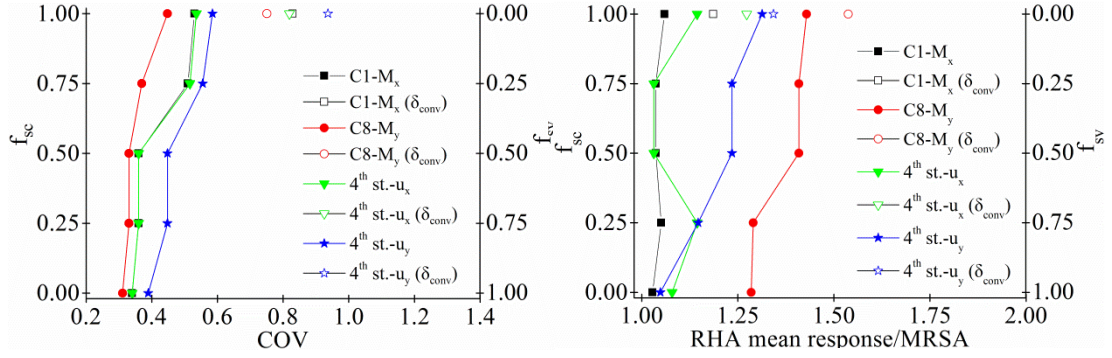 1.00
0.75
0.50
0.25
0.00
f_sc
0.2 0.4 0.6 0.8 1.0 1.2 1.4
COV
0.00
0.25
0.50
0.75
1.00
f_sv
C1-M_x
C1-M_x (δ_conv)
C8-M_y
C8-M_y (δ_conv)
4^th st.-u_x
4^th st.-u_x (δ_conv)
4^th st.-u_y
4^th st.-u_y (δ_conv)
1.00
0.75
0.50
0.25
0.00
f_sc
1.00 1.25 1.50 1.75 2.00
RHA mean response/MRSA
0.00
0.25
0.50
0.75
1.00
f_sv
C1-M_x
C1-M_x (δ_conv)
C8-M_y
C8-M_y (δ_conv)
4^th st.-u_x
4^th st.-u_x (δ_conv)
4^th st.-u_y
4^th st.-u_y (δ_conv)